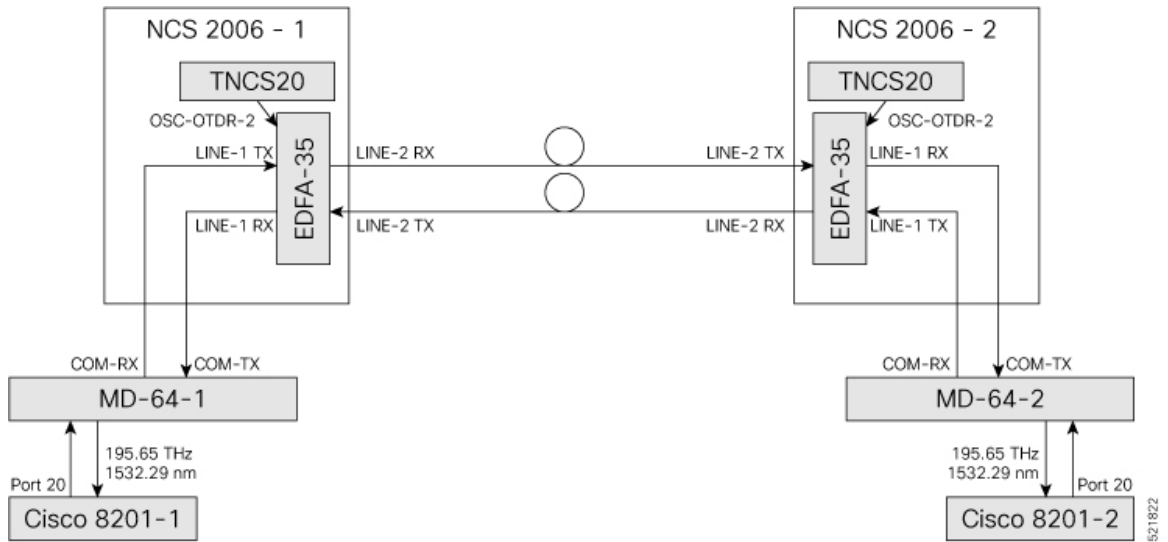 NCS 2006 - 1
TNCS20
OSC-OTDR-2
LINE-1 TX
EDFA-35
LINE-2 RX
LINE-1 RX
LINE-2 TX
NCS 2006 - 2
TNCS20
OSC-OTDR-2
LINE-2 TX
EDFA-35
LINE-1 RX
LINE-2 RX
LINE-1 TX
COM-RX
COM-TX
MD-64-1
195.65 THz
1532.29 nm
Port 20
Cisco 8201-1
COM-RX
COM-TX
MD-64-2
195.65 THz
1532.29 nm
Port 20
Cisco 8201-2
521822